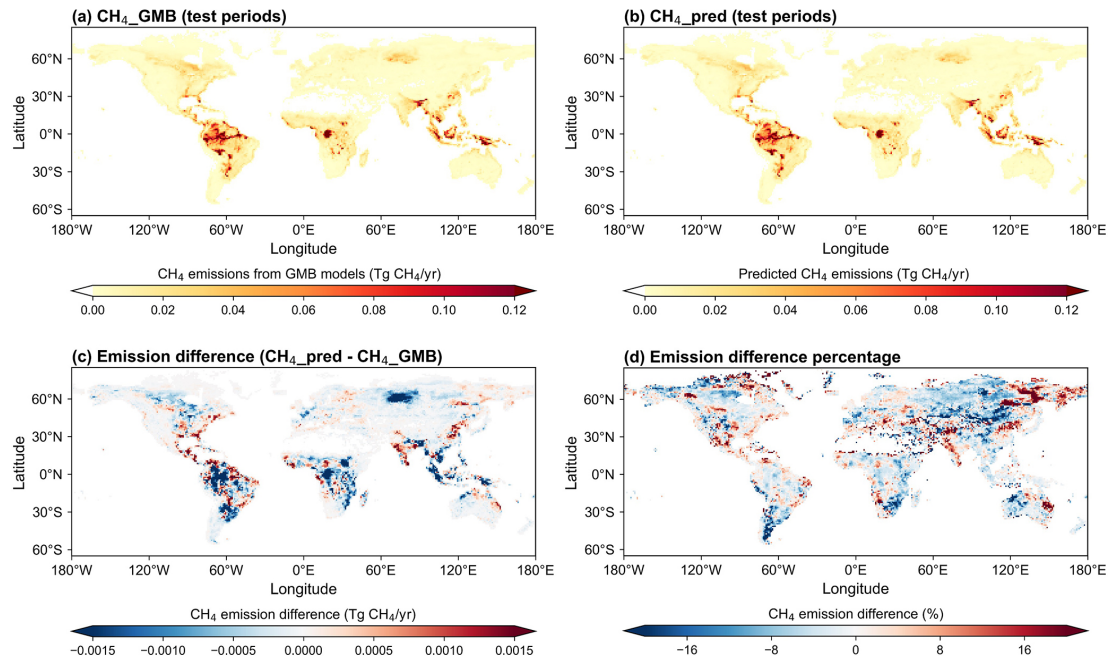 (a) CH₄_GMB (test periods)
(b) CH₄_pred (test periods)
60°N
30°N
0°N
30°S
60°S
Latitude
180°W 120°W 60°W 0°E 60°E 120°E 180°E
Longitude
60°N
30°N
0°N
30°S
60°S
Latitude
180°W 120°W 60°W 0°E 60°E 120°E 180°E
Longitude
CH₄ emissions from GMB models (Tg CH₄/yr)
0.00 0.02 0.04 0.06 0.08 0.10 0.12
Predicted CH₄ emissions (Tg CH₄/yr)
0.00 0.02 0.04 0.06 0.08 0.10 0.12
(c) Emission difference (CH₄_pred - CH₄_GMB)
(d) Emission difference percentage
60°N
30°N
0°N
30°S
60°S
Latitude
180°W 120°W 60°W 0°E 60°E 120°E 180°E
Longitude
60°N
30°N
0°N
30°S
60°S
Latitude
180°W 120°W 60°W 0°E 60°E 120°E 180°E
Longitude
CH₄ emission difference (Tg CH₄/yr)
−0.0015 −0.0010 −0.0005 0.0000 0.0005 0.0010 0.0015
CH₄ emission difference (%)
−16 −8 0 8 16